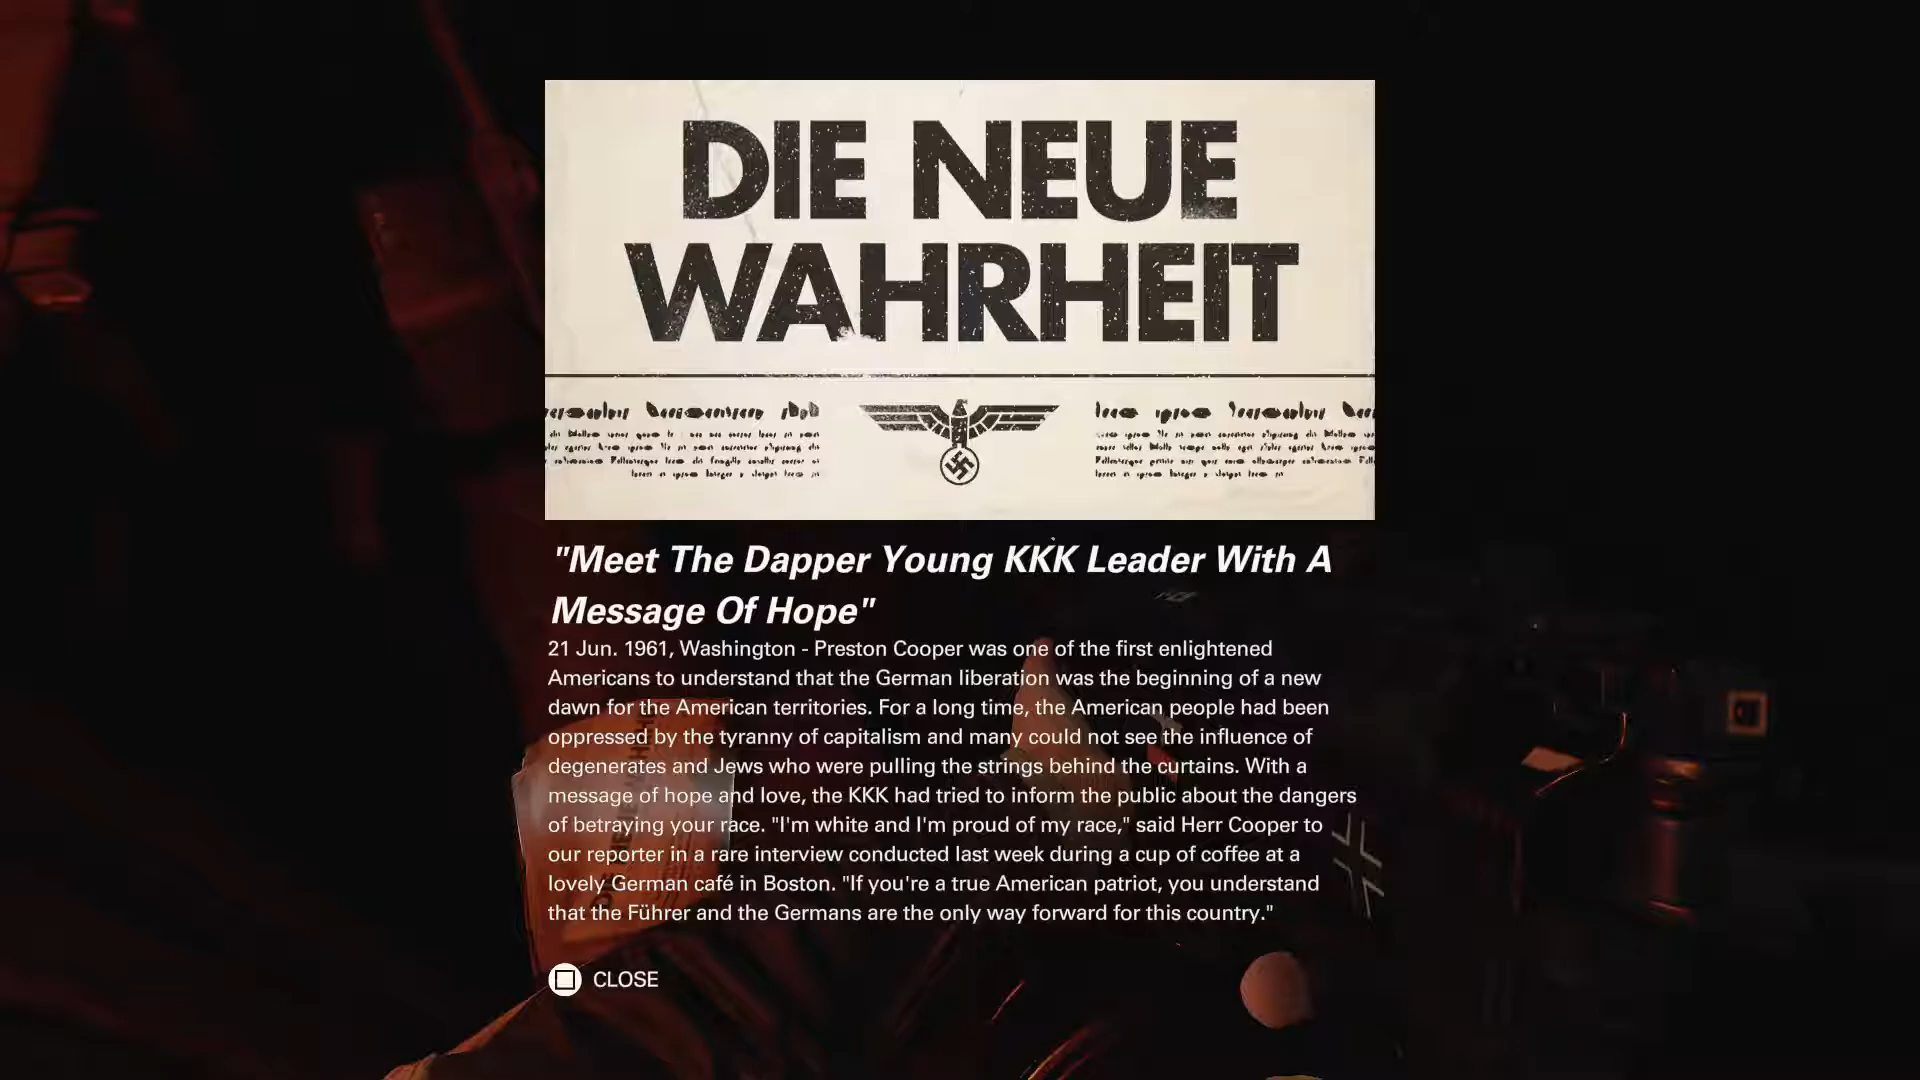 DIE NEUE
WAHRHEIT
"Meet The Dapper Young KKK Leader With A
Message Of Hope"
21 Jun. 1961, Washington - Preston Cooper was one of the first enlightened
Americans to understand that the German liberation was the beginning of a new
dawn for the American territories. For a long time, the American people had been
oppressed by the tyranny of capitalism and many could not see the influence of
degenerates and Jews who were pulling the strings behind the curtains. With a
message of hope and love, the KKK had tried to inform the public about the dangers
of betraying your race. "I'm white and I'm proud of my race," said Herr Cooper to
our reporter in a rare interview conducted last week during a cup of coffee at a
lovely German café in Boston. "If you're a true American patriot, you understand
that the Führer and the Germans are the only way forward for this country."
CLOSE